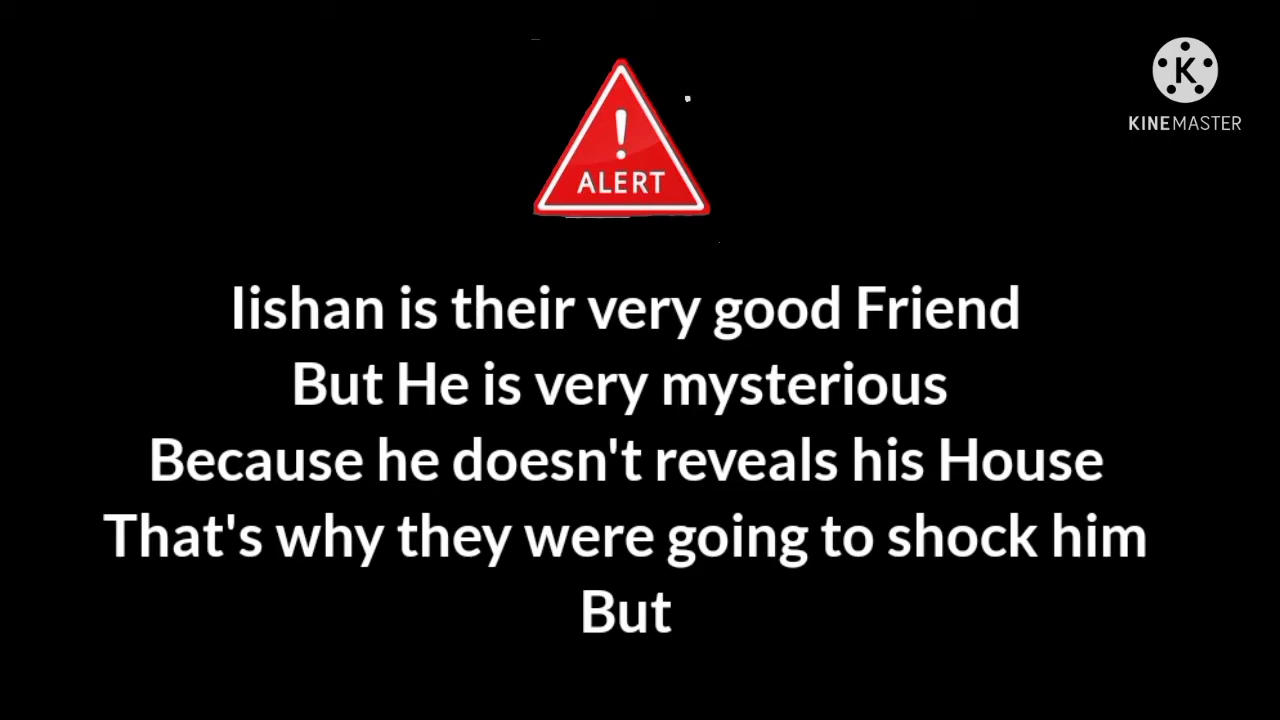 KINEMASTER
ALERT
Iishan is their very good Friend
But He is very mysterious
Because he doesn't reveals his House
That's why they were going to shock him
But